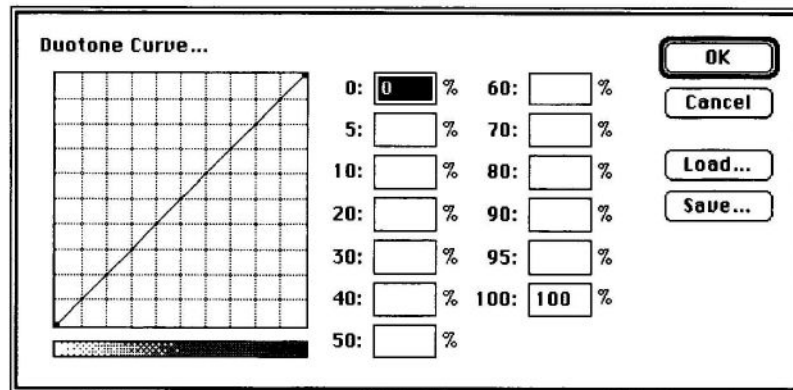 Duotone Curve...
0: 0 % 60: %
5: % 70: %
10: % 80: %
20: % 90: %
30: % 95: %
40: % 100: 100 %
50: %
OK
Cancel
Load...
Save...